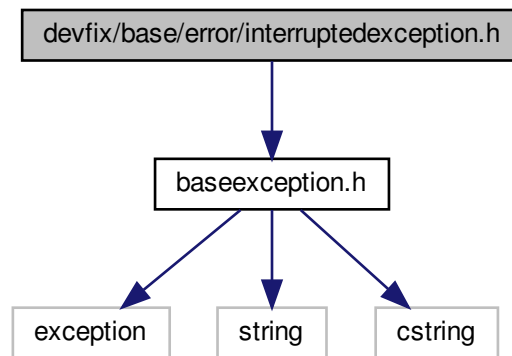 devfix/base/error/interruptedexception.h
baseexception.h
exception
string
cstring